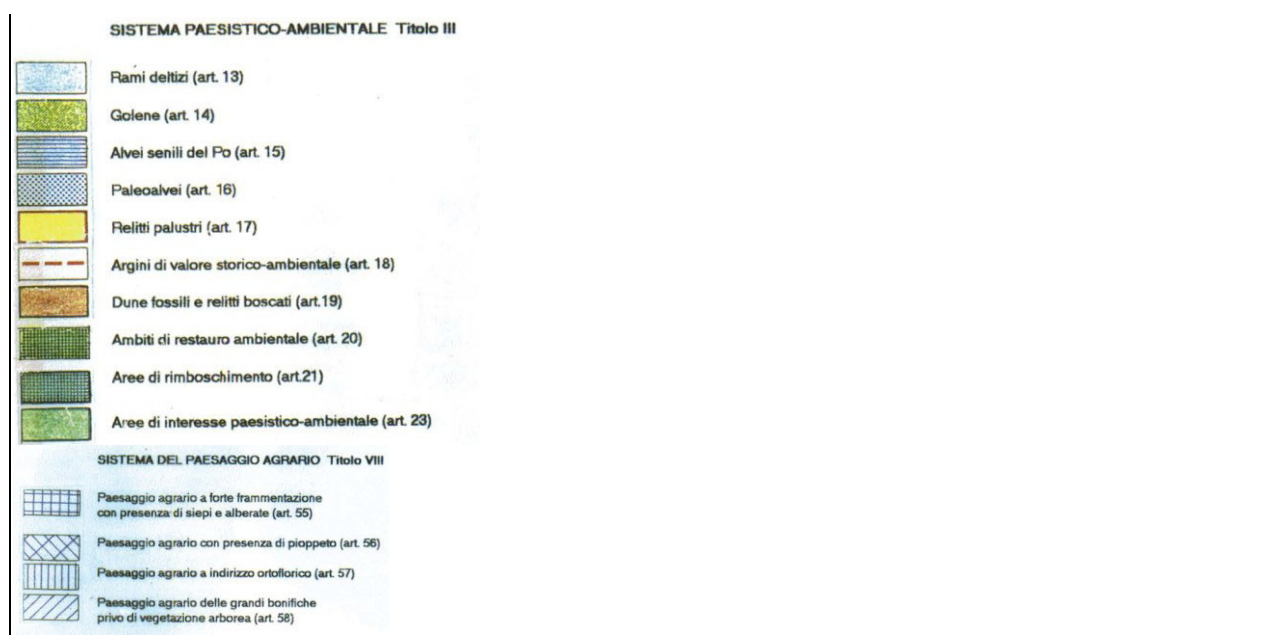 SISTEMA PAESISTICO-AMBIENTALE Titolo III
Rami deltizi (art. 13)
Golene (art. 14)
Alvei senili del Po (art. 15)
Paleoalvei (art. 16)
Relitti palustri (art. 17)
Argini di valore storico-ambientale (art. 18)
Dune fossili e relitti boscati (art.19)
Ambiti di restauro ambientale (art. 20)
Aree di rimboschimento (art.21)
Aree di interesse paesistico-ambientale (art. 23)
SISTEMA DEL PAESAGGIO AGRARIO Titolo VIII
Paesaggio agrario a forte frammentazione
con presenza di siepi e alberate (art. 55)
Paesaggio agrario con presenza di pioppeto (art. 56)
Paesaggio agrario a indirizzo ortoflorico (art. 57)
Paesaggio agrario delle grandi bonifiche
privo di vegetazione arborea (art. 58)